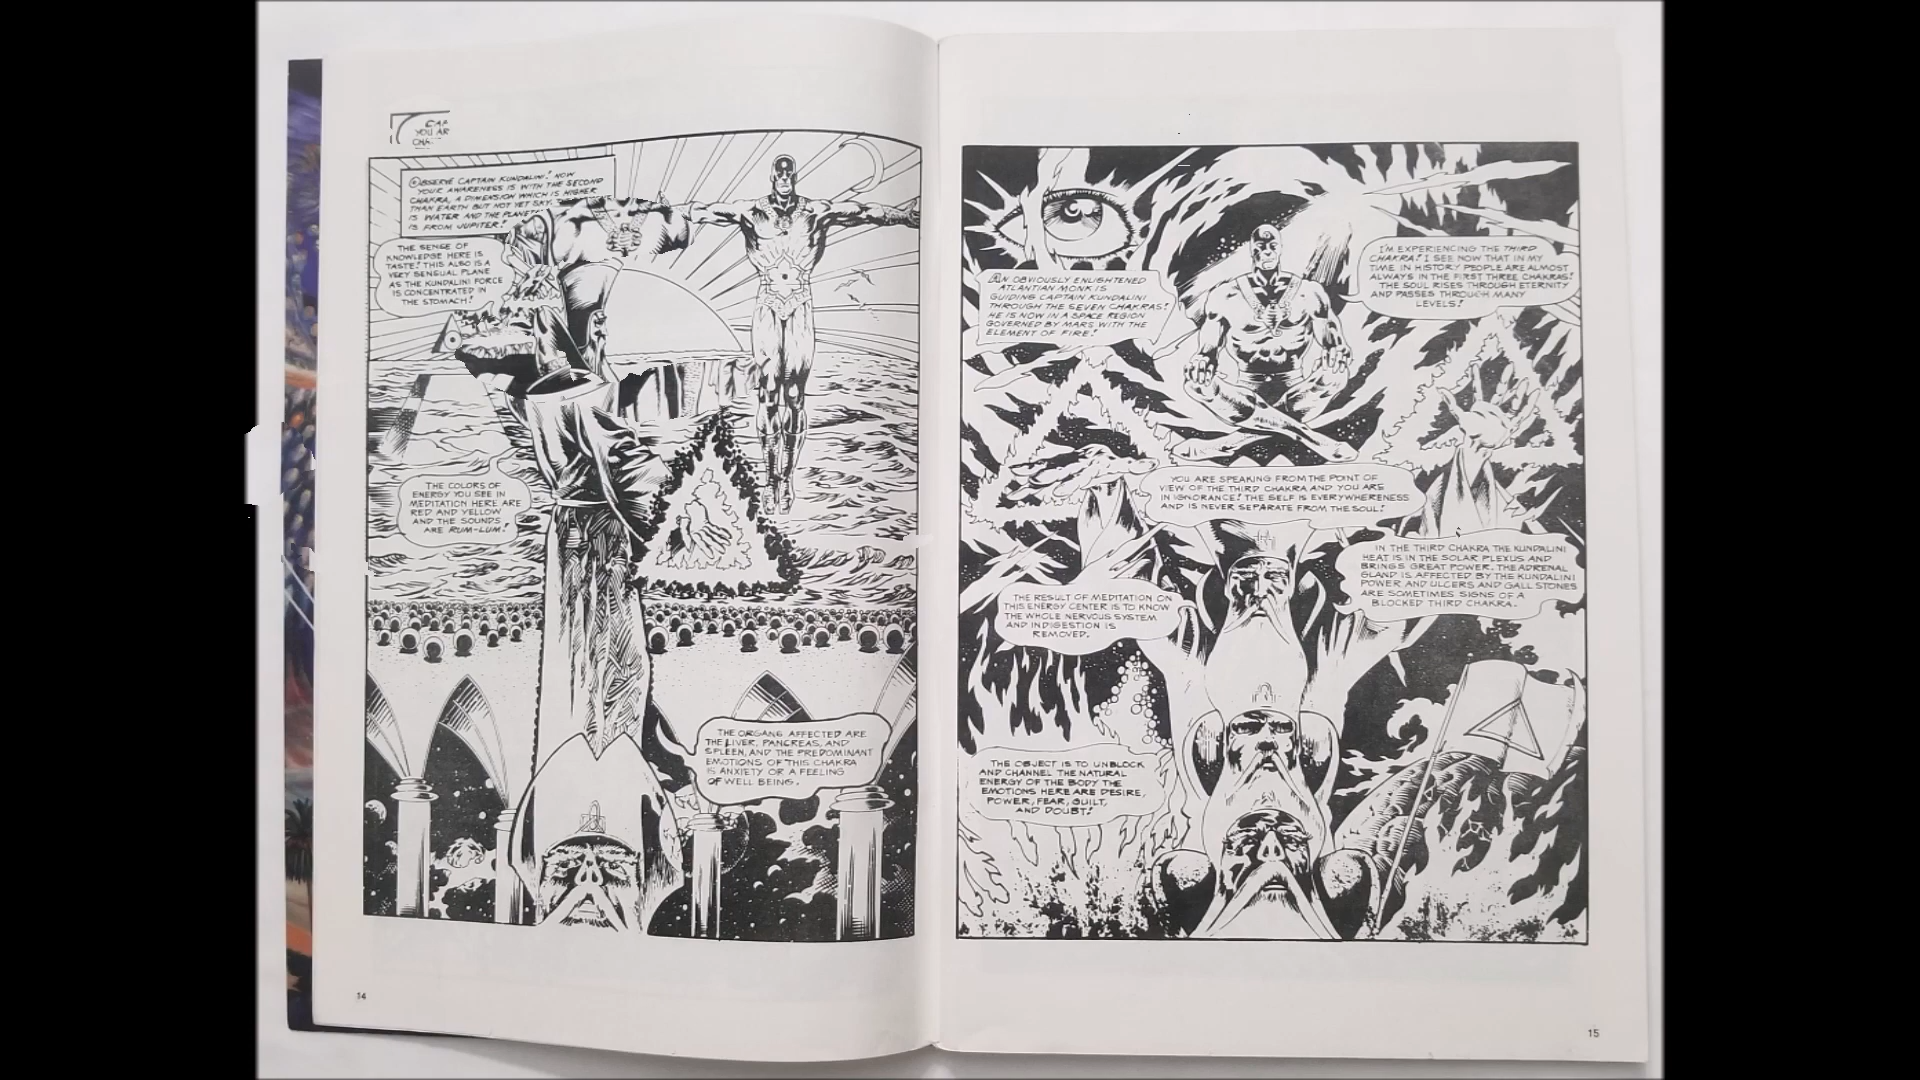 CAP
YOU AR
CHA
OBSERVE CAPTAIN KUNDALINI! NOW
YOUR AWARENESS IS WITH THE SECOND
CHAKRA, A DIMENSION WHICH IS HIGHER
THAN EARTH BUT NOT YET SKY.
IS WATER AND THE PLANET
IS FROM JUPITER!
THE SENSE OF
KNOWLEDGE HERE IS
TASTE! THIS ALSO IS A
VERY SENSUAL PLANE
AS THE KUNDALINI FORCE
IS CONCENTRATED IN
THE STOMACH!
THE COLORS OF
ENERGY YOU SEE IN
MEDITATION HERE ARE
RED AND YELLOW
AND THE SOUNDS
ARE RUM-LUM!
THE ORGANS AFFECTED ARE
THE LIVER, PANCREAS, AND
SPLEEN, AND THE PREDOMINANT
EMOTIONS OF THIS CHAKRA
IS ANXIETY OR A FEELING
OF WELL BEING.
14
AN OBVIOUSLY ENLIGHTENED
ATLANTIAN MONK IS
GUIDING CAPTAIN KUNDALINI
THROUGH THE SEVEN CHAKRAS!
HE IS NOW IN A SPACE REGION
GOVERNED BY MARS WITH THE
ELEMENT OF FIRE!
I'M EXPERIENCING THE THIRD
CHAKRA! I SEE NOW THAT IN MY
TIME IN HISTORY PEOPLE ARE ALMOST
ALWAYS IN THE FIRST THREE CHAKRAS!
THE SOUL RISES THROUGH ETERNITY
AND PASSES THROUGH MANY
LEVELS!
YOU ARE SPEAKING FROM THE POINT OF
VIEW OF THE THIRD CHAKRA AND YOU ARE
IN IGNORANCE! THE SELF IS EVERYWHERENESS
AND IS NEVER SEPARATE FROM THE SOUL!
IN THE THIRD CHAKRA THE KUNDALINI
HEAT IS IN THE SOLAR PLEXUS AND
BRINGS GREAT POWER. THE ADRENAL
GLAND IS AFFECTED BY THE KUNDALINI
POWER AND ULCERS AND GALL STONES
ARE SOMETIMES SIGNS OF A
BLOCKED THIRD CHAKRA.
THE RESULT OF MEDITATION ON
THIS ENERGY CENTER IS TO KNOW
THE WHOLE NERVOUS SYSTEM
AND INDIGESTION IS
REMOVED.
THE OBJECT IS TO UNBLOCK
AND CHANNEL THE NATURAL
ENERGY OF THE BODY THE
EMOTIONS HERE ARE DESIRE,
POWER, FEAR, GUILT,
AND DOUBT!
15